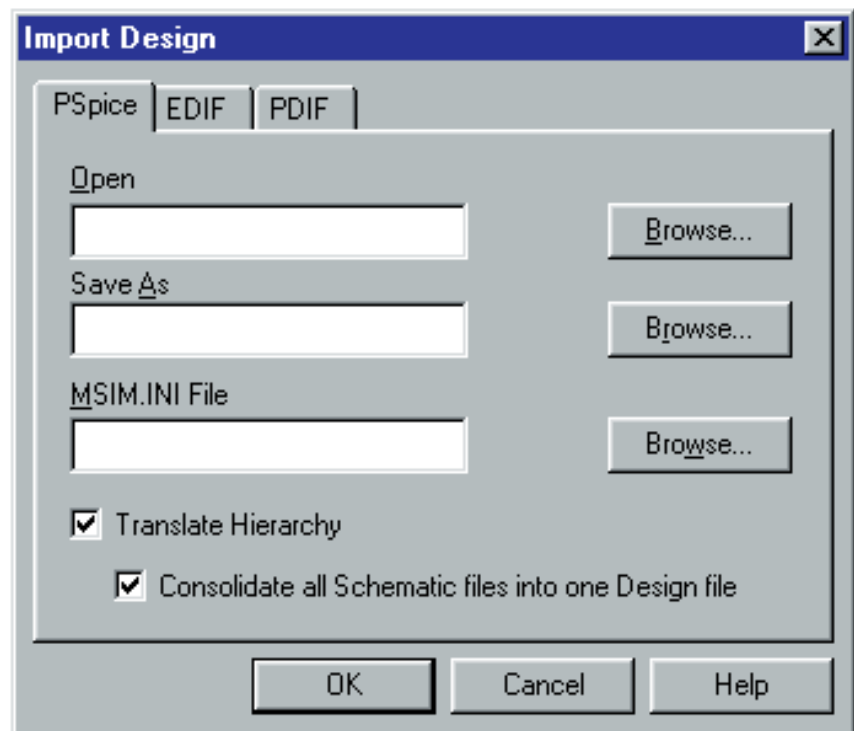 Import Design
PSpice EDIF PDIF
Open
Browse...
Save As
Browse...
MSIM.INI File
Browse...
Translate Hierarchy
Consolidate all Schematic files into one Design file
OK Cancel Help